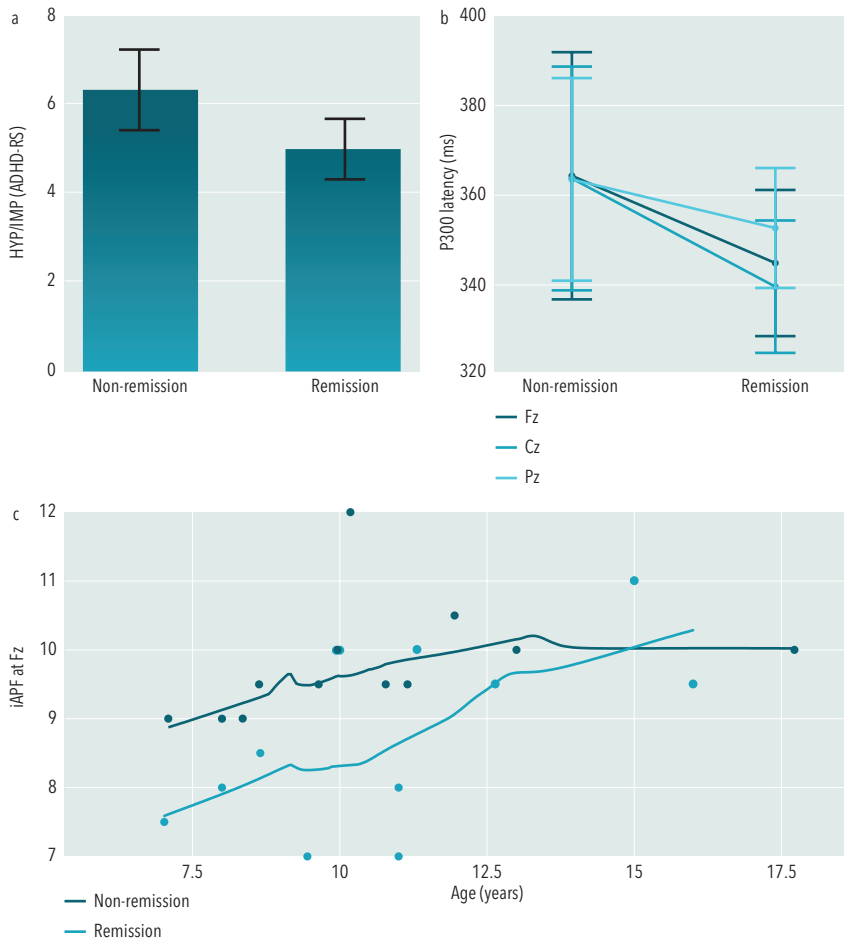 a
8
6
4
2
0
HYP/IMP (ADHD-RS)
Non-remission
Remission
b
400
380
360
340
320
P300 latency (ms)
Non-remission
Remission
Fz
Cz
Pz
c
12
11
10
9
8
7
iAPF at Fz
7.5
10
12.5
15
17.5
Age (years)
Non-remission
Remission